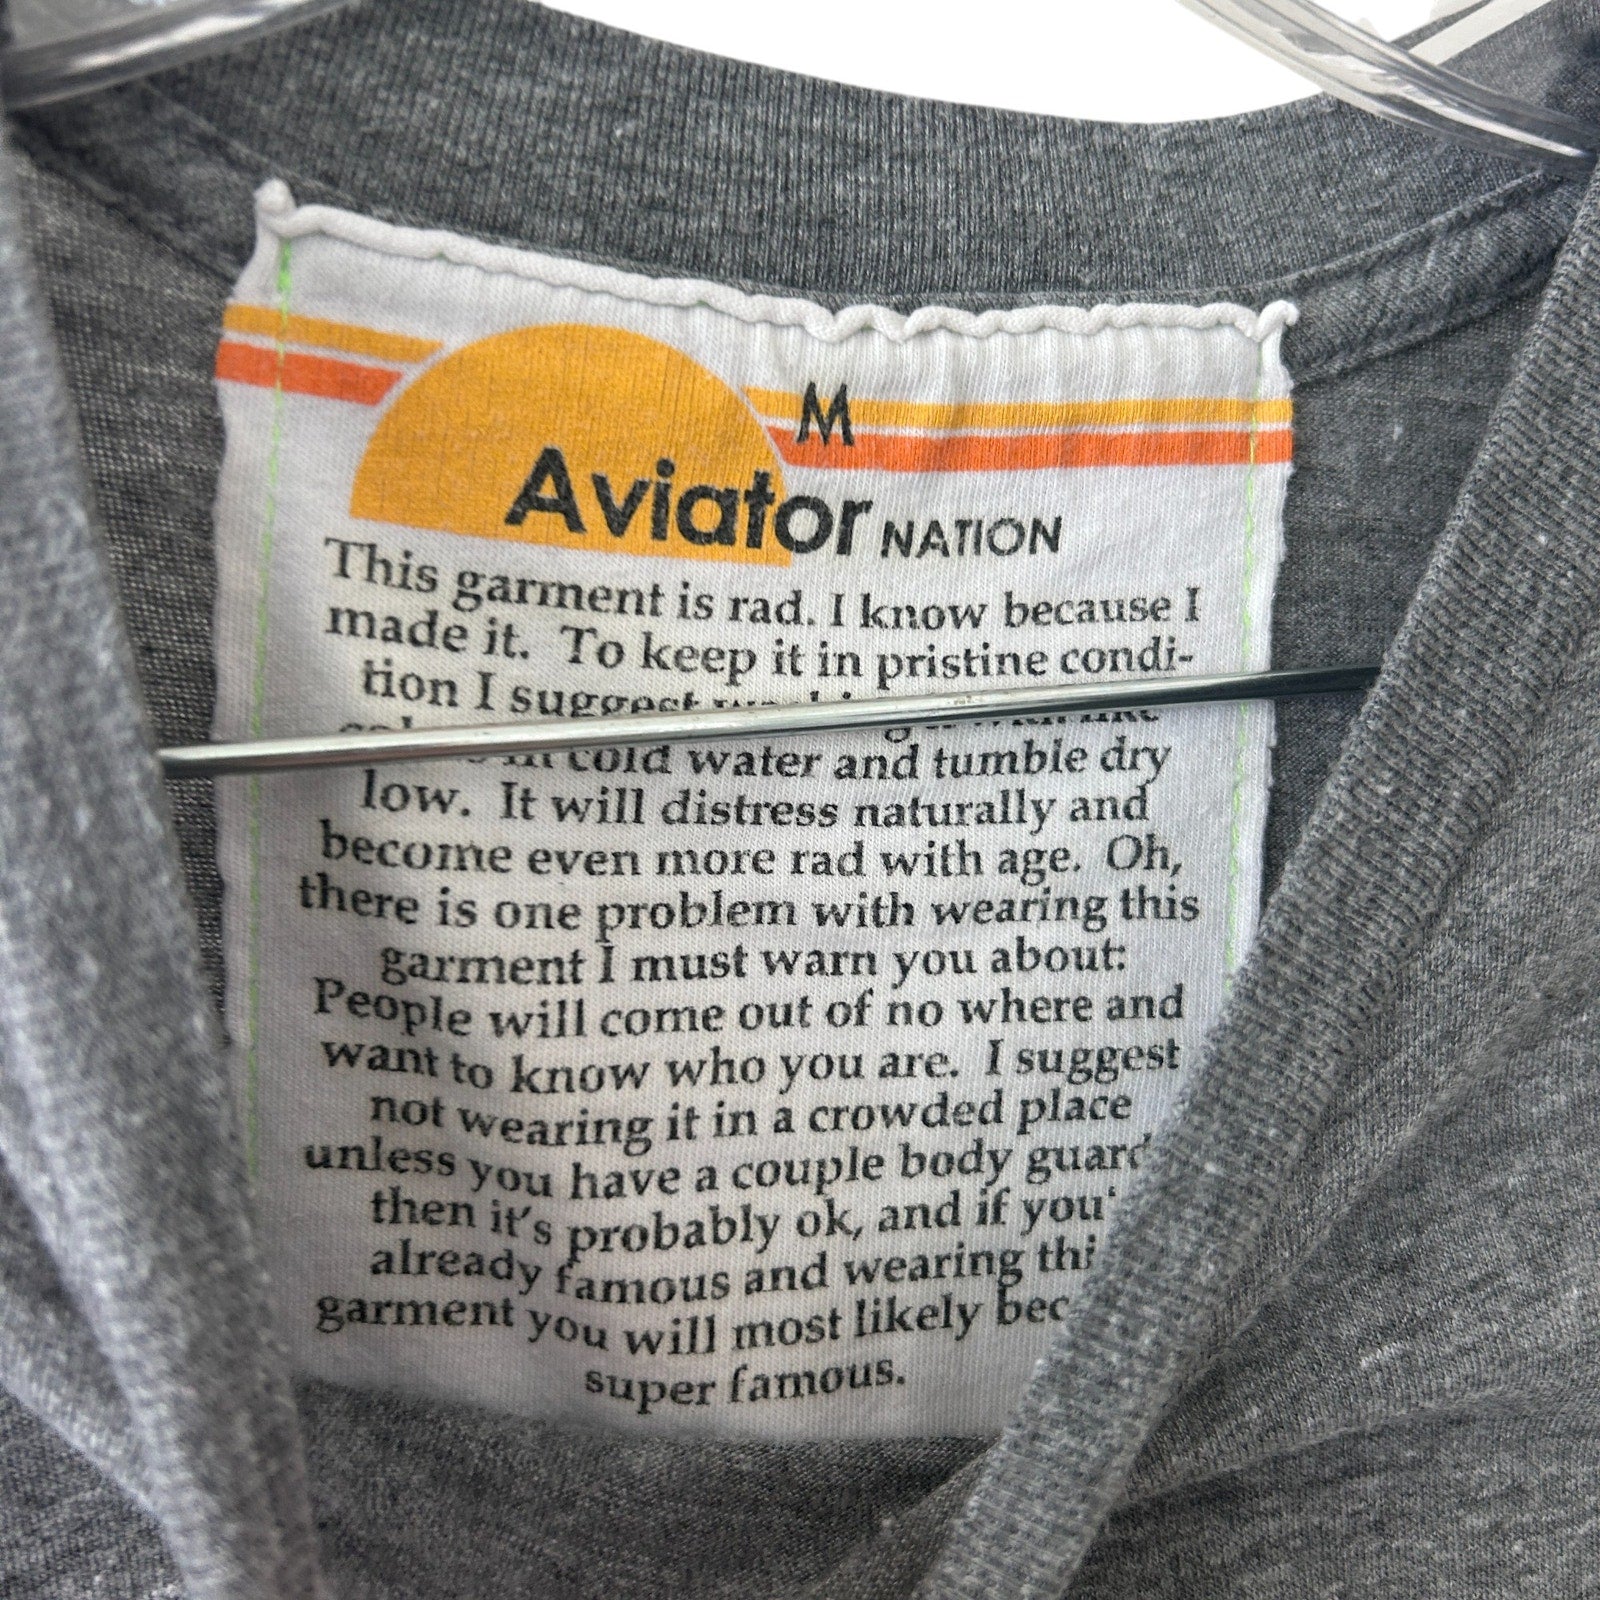 M
Aviator NATION
This garment is rad. I know because I
made it. To keep it in pristine condi-
tion I suggest
in cold water and tumble dry
low. It will distress naturally and
become even more rad with age. Oh,
there is one problem with wearing this
garment I must warn you about:
People will come out of no where and
want to know who you are. I suggest
not wearing it in a crowded place
unless you have a couple body
then it's probably ok, and if
already famous and wearing
garment you will most likely
super famous.